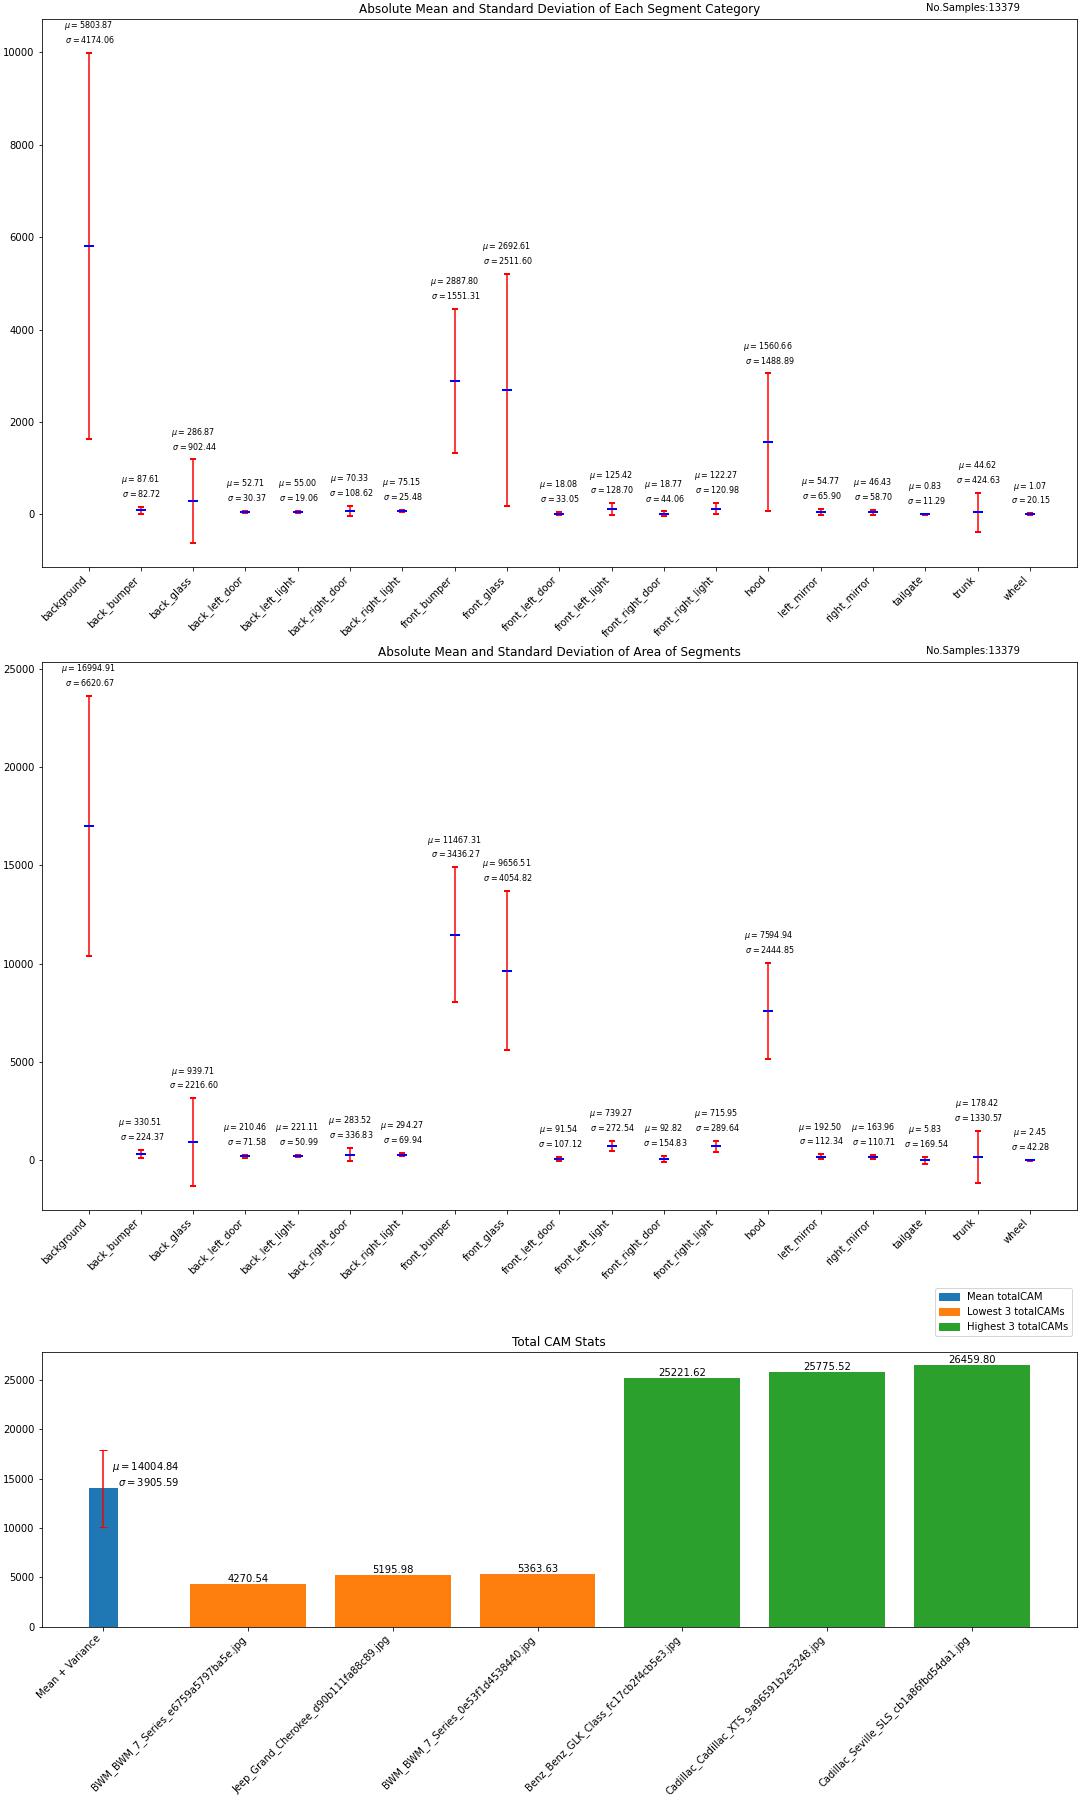 Absolute Mean and Standard Deviation of Each Segment Category
No.Samples:13379
μ = 5803.87
σ = 4174.06
μ = 87.61
σ = 82.72
μ = 286.87
σ = 902.44
μ = 52.71
σ = 30.37
μ = 55.00
σ = 19.06
μ = 70.33
σ = 108.62
μ = 75.15
σ = 25.48
μ = 2887.80
σ = 1551.31
μ = 2692.61
σ = 2511.60
μ = 18.08
σ = 33.05
μ = 125.42
σ = 128.70
μ = 18.77
σ = 44.06
μ = 122.27
σ = 120.98
μ = 1560.66
σ = 1488.89
μ = 54.77
σ = 65.90
μ = 46.43
σ = 58.70
μ = 0.83
σ = 11.29
μ = 44.62
σ = 424.63
μ = 1.07
σ = 20.15
10000
8000
6000
4000
2000
0
background
back_bumper
back_glass
back_left_door
back_left_light
back_right_door
back_right_light
front_bumper
front_glass
front_left_door
front_left_light
front_right_door
front_right_light
hood
left_mirror
right_mirror
tailgate
trunk
wheel
Absolute Mean and Standard Deviation of Area of Segments
No.Samples:13379
μ = 16994.91
σ = 6620.67
μ = 330.51
σ = 224.37
μ = 939.71
σ = 2216.60
μ = 210.46
σ = 71.58
μ = 221.11
σ = 50.99
μ = 283.52
σ = 336.83
μ = 294.27
σ = 69.94
μ = 11467.31
σ = 3436.27
μ = 9656.51
σ = 4054.82
μ = 91.54
σ = 107.12
μ = 739.27
σ = 272.54
μ = 92.82
σ = 154.83
μ = 715.95
σ = 289.64
μ = 7594.94
σ = 2444.85
μ = 192.50
σ = 112.34
μ = 163.96
σ = 110.71
μ = 5.83
σ = 169.54
μ = 178.42
σ = 1330.57
μ = 2.45
σ = 42.28
25000
20000
15000
10000
5000
0
background
back_bumper
back_glass
back_left_door
back_left_light
back_right_door
back_right_light
front_bumper
front_glass
front_left_door
front_left_light
front_right_door
front_right_light
hood
left_mirror
right_mirror
tailgate
trunk
wheel
Mean totalCAM
Lowest 3 totalCAMs
Highest 3 totalCAMs
Total CAM Stats
25000
20000
15000
10000
5000
0
μ = 14004.84
σ = 3905.59
4270.54
5195.98
5363.63
25221.62
25775.52
26459.80
Mean + Variance
BWM_BWM_7_Series_e6759a5797ba5e.jpg
Jeep_Grand_Cherokee_d90b111fa88c89.jpg
BWM_BWM_7_Series_0e53f1d4538440.jpg
Benz_Benz_GLK_Class_fc17cb2f4cb5e3.jpg
Cadillac_Cadillac_XTS_9a96591b2e3248.jpg
Cadillac_Seville_SLS_cb1a86fbd54da1.jpg